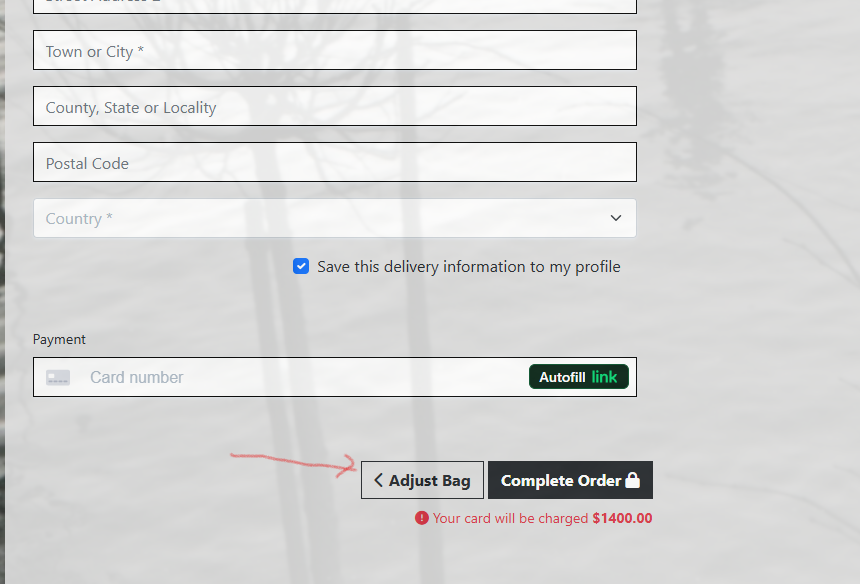 Town or City *
County, State or Locality
Postal Code
Country *
Save this delivery information to my profile
Payment
Card number
Autofill link
Adjust Bag
Complete Order
Your card will be charged $1400.00